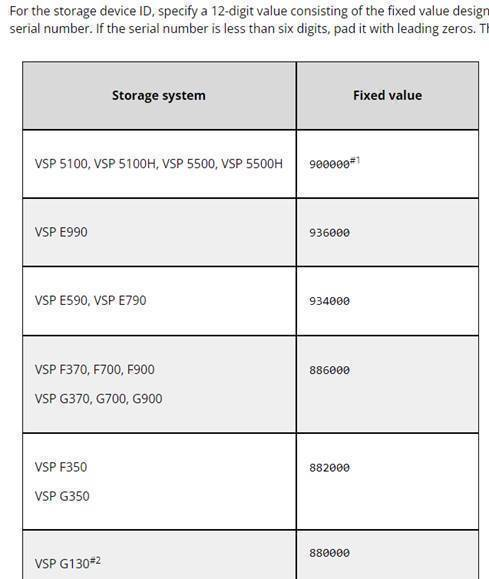 For the storage device ID, specify a 12-digit value consisting of the fixed value design
serial number. If the serial number is less than six digits, pad it with leading zeros. Th
Storage system Fixed value
VSP 5100, VSP 5100H, VSP 5500, VSP 5500H 900000#1
VSP E990 936000
VSP E590, VSP E790 934000
VSP F370, F700, F900 886000
VSP G370, G700, G900
VSP F350 882000
VSP G350
VSP G130#2 880000